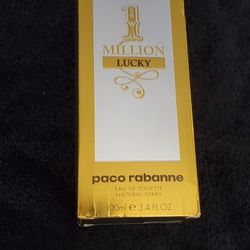 1
MILLION
LUCKY
paco rabanne
EAU DE TOILETTE
NATURAL SPRAY
100ml e 3.4 FL.OZ